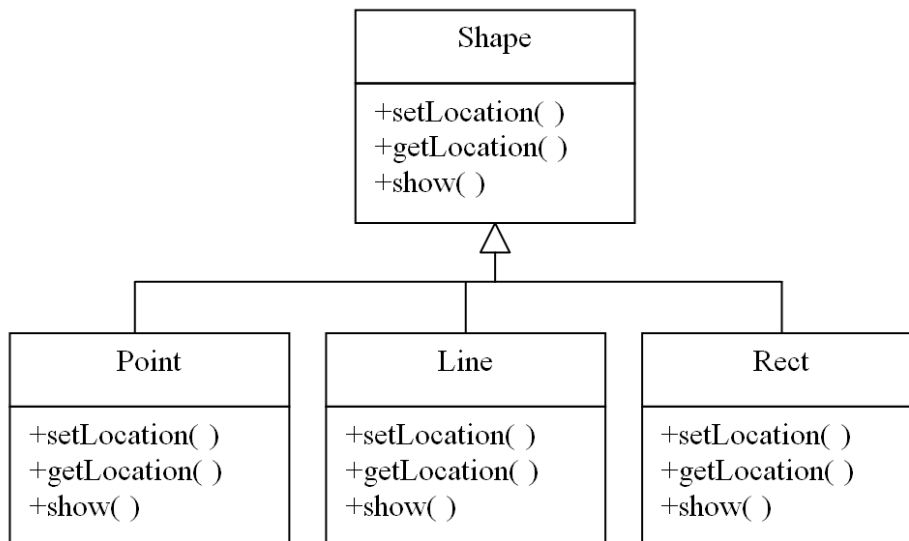 Shape
+setLocation( )
+getLocation( )
+show( )
Point
+setLocation( )
+getLocation( )
+show( )
Line
+setLocation( )
+getLocation( )
+show( )
Rect
+setLocation( )
+getLocation( )
+show( )